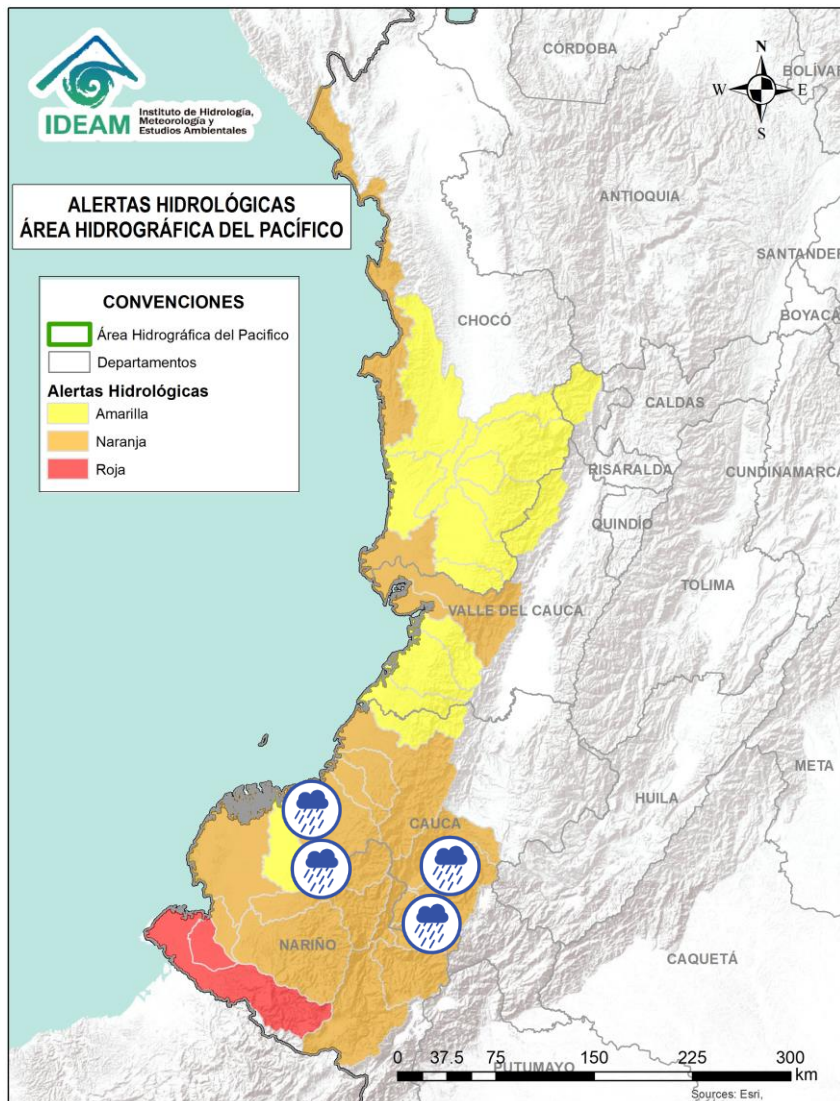 CÓRDOBA
BOLÍVAR
N
W E
S
IDEAM
Instituto de Hidrología,
Meteorología y
Estudios Ambientales
ALERTAS HIDROLÓGICAS
ÁREA HIDROGRÁFICA DEL PACÍFICO
ANTIOQUIA
SANTANDER
BOYACÁ
CONVENCIONES
Área Hidrográfica del Pacifico
Departamentos
Alertas Hidrológicas
Amarilla
Naranja
Roja
CHOCÓ
CALDAS
RISARALDA
CUNDINAMARCA
QUINDÍO
TOLIMA
VALLE DEL CAUCA
META
HUILA
CAUCA
NARIÑO
CAQUETÁ
PUTUMAYO
0 37.5 75 150 225 300
km
Sources: Esri,